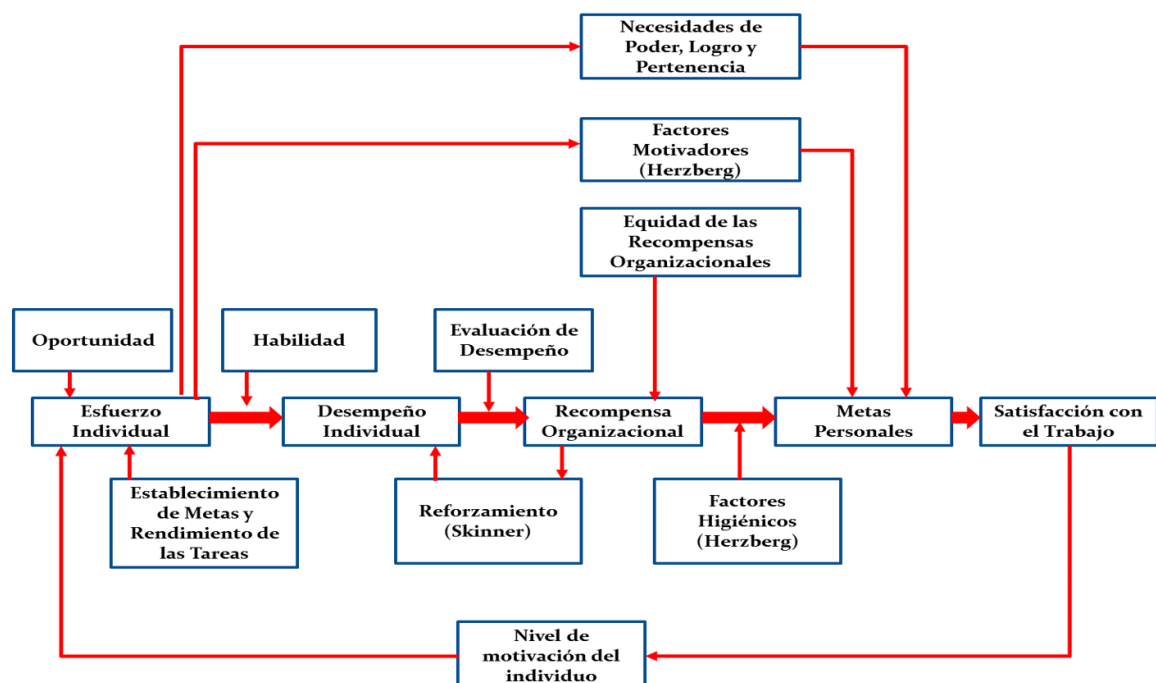 Necesidades de
Poder, Logro y
Pertenencia
Factores
Motivadores
(Herzberg)
Equidad de las
Recompensas
Organizacionales
Oportunidad
Habilidad
Evaluación de
Desempeño
Esfuerzo
Individual
Desempeño
Individual
Recompensa
Organizacional
Metas
Personales
Satisfacción con
el Trabajo
Establecimiento
de Metas y
Rendimiento de
las Tareas
Reforzamiento
(Skinner)
Factores
Higiénicos
(Herzberg)
Nivel de
motivación del
individuo